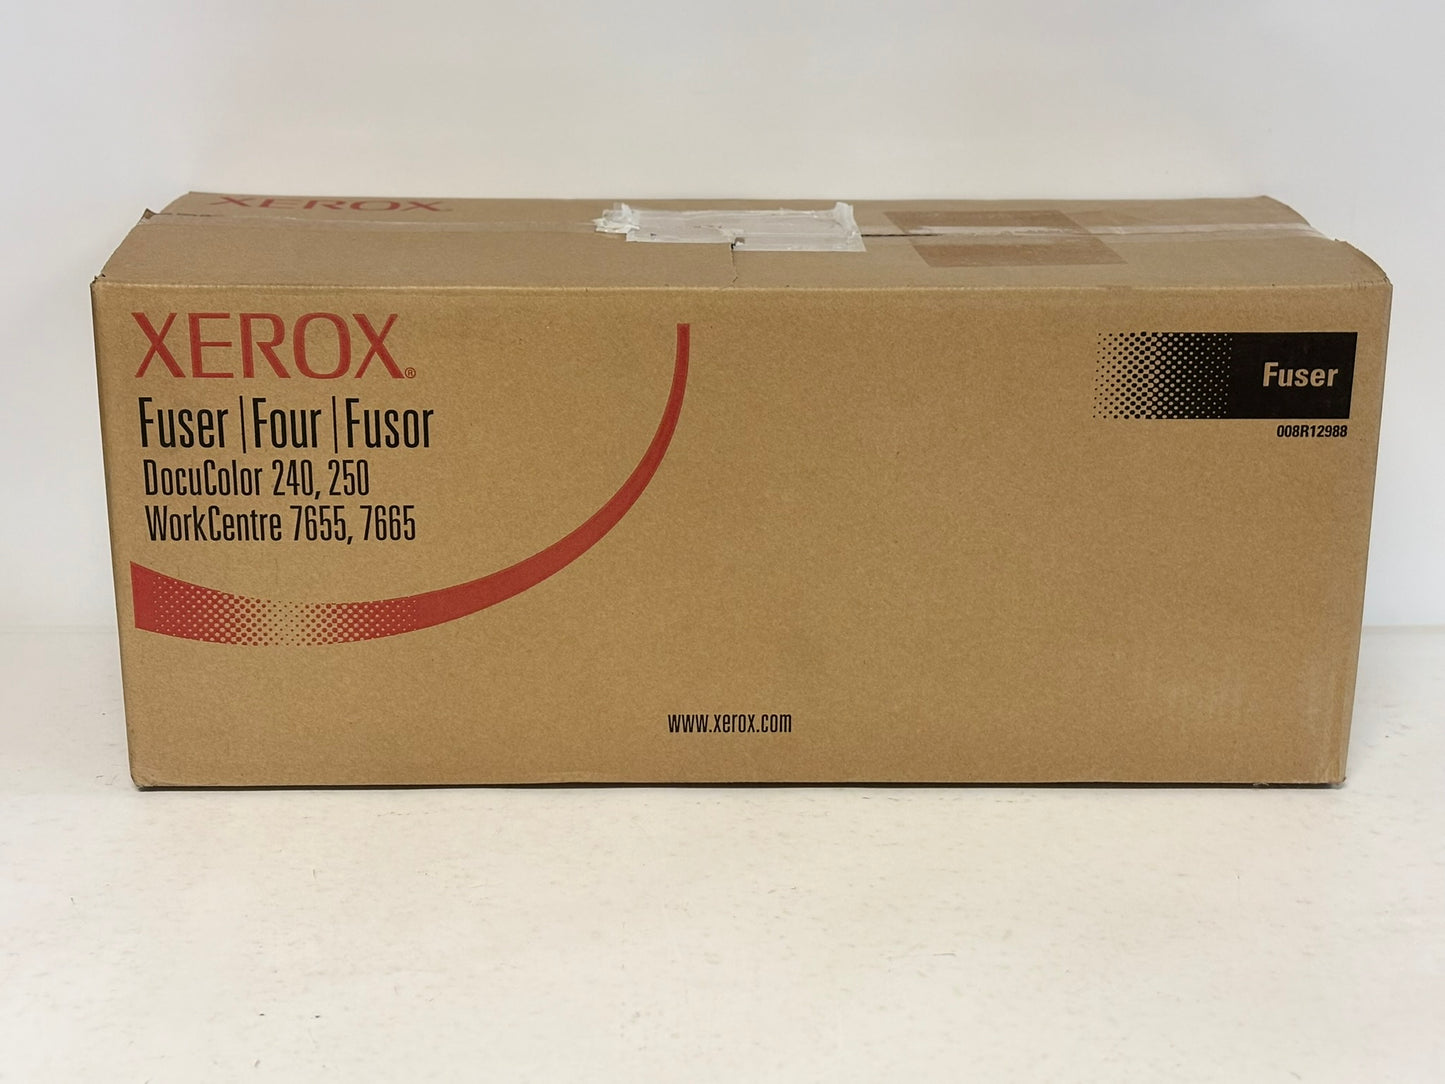 XEROX
XEROX®
Fuser | Four | Fusor
DocuColor 240, 250
WorkCentre 7655, 7665
Fuser
008R12988
www.xerox.com